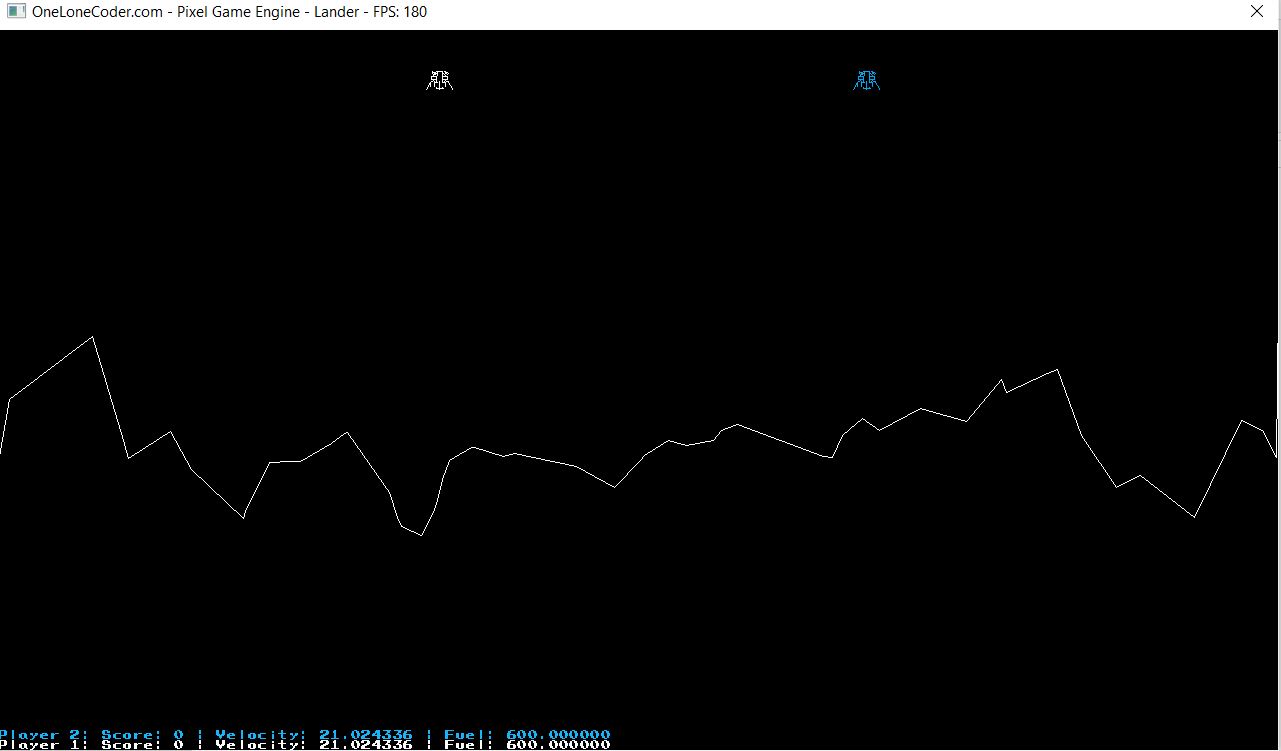 OneLoneCoder.com - Pixel Game Engine - Lander - FPS: 180
Player 2: Score: 0 | Velocity: 21.024336 | Fuel: 600.000000
Player 1: Score: 0 | Velocity: 21.024336 | Fuel: 600.000000